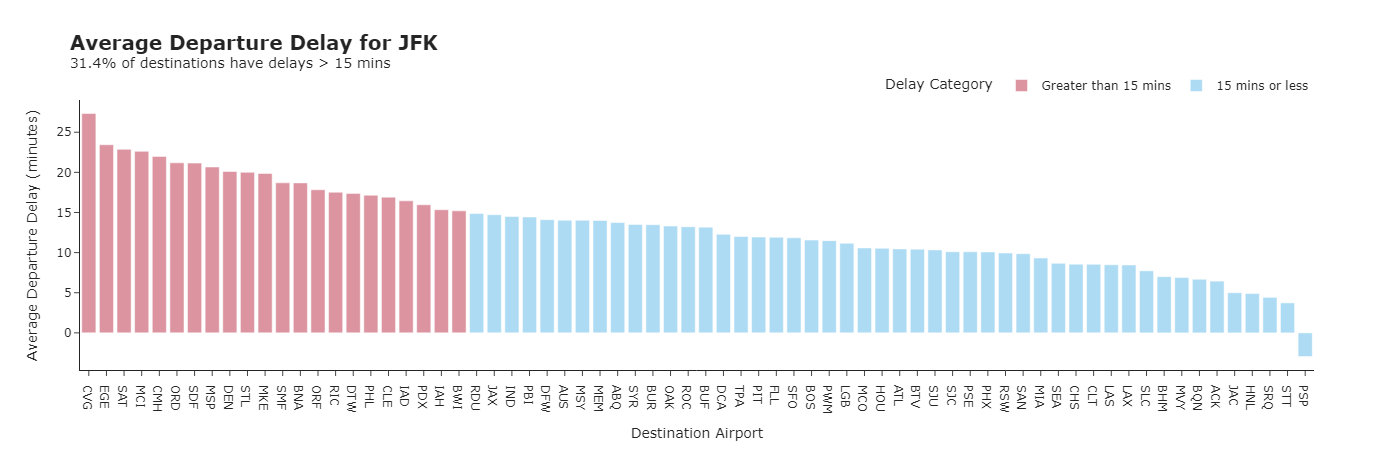 Average Departure Delay for JFK
31.4% of destinations have delays > 15 mins
Delay Category Greater than 15 mins 15 mins or less
Average Departure Delay (minutes)
25
20
15
10
5
0
CVG EGE SAT MCI CMH ORD SDF MSP DEN STL MKE SMF BNA ORF RIC DTW PHL CLE IAD PDX IAH BWI RDU JAX IND PBI DFW AUS MSY MEM ABQ SYR BUR OAK ROC BUF DCA TPA PIT FLL SFO BOS PWM LGB MCO HOU ATL BTV SJU SJC PSE PHX RSW SAN MIA SEA CHS CLT LAS LAX SLC BHM MVY BQN ACK JAC HNL SRQ STT PSP
Destination Airport